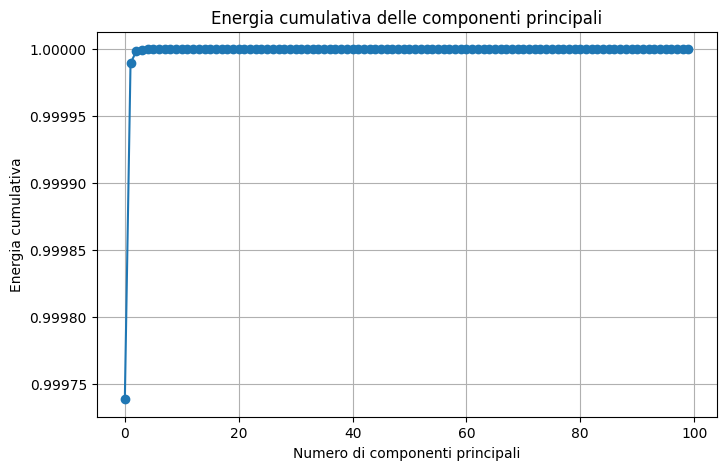 Energia cumulativa delle componenti principali
1.00000
0.99995
0.99990
0.99985
0.99980
0.99975
Energia cumulativa
0 20 40 60 80 100
Numero di componenti principali